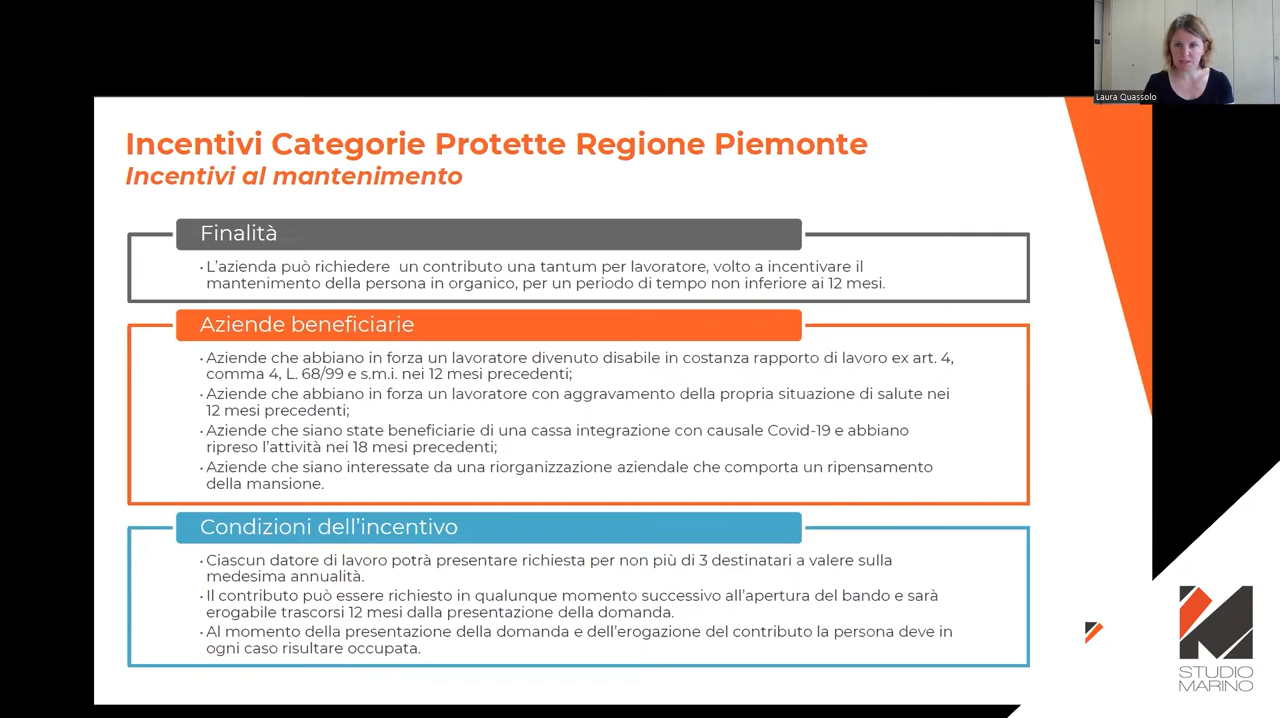 Laura Quassolo
Incentivi Categorie Protette Regione Piemonte
Incentivi al mantenimento
Finalità
· L'azienda può richiedere un contributo una tantum per lavoratore, volto a incentivare il
mantenimento della persona in organico, per un periodo di tempo non inferiore ai 12 mesi.
Aziende beneficiarie
· Aziende che abbiano in forza un lavoratore divenuto disabile in costanza rapporto di lavoro ex art. 4,
comma 4, L. 68/99 e s.m.i. nei 12 mesi precedenti;
· Aziende che abbiano in forza un lavoratore con aggravamento della propria situazione di salute nei
12 mesi precedenti;
· Aziende che siano state beneficiarie di una cassa integrazione con causale Covid-19 e abbiano
ripreso l'attività nei 18 mesi precedenti;
· Aziende che siano interessate da una riorganizzazione aziendale che comporta un ripensamento
della mansione.
Condizioni dell'incentivo
· Ciascun datore di lavoro potrà presentare richiesta per non più di 3 destinatari a valere sulla
medesima annualità.
· Il contributo può essere richiesto in qualunque momento successivo all'apertura del bando e sarà
erogabile trascorsi 12 mesi dalla presentazione della domanda.
· Al momento della presentazione della domanda e dell'erogazione del contributo la persona deve in
ogni caso risultare occupata.
STUDIO
MARINO